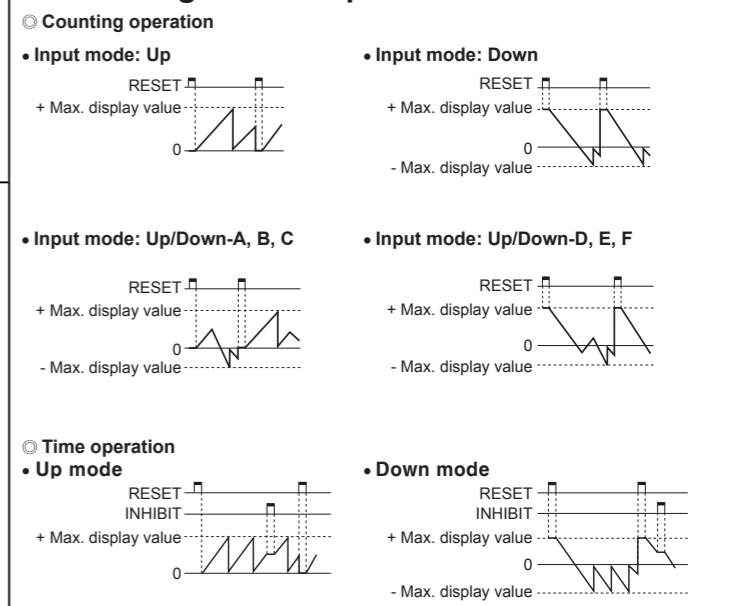 ◎ Counting operation
• Input mode: Up
RESET
+ Max. display value
0
• Input mode: Down
RESET
+ Max. display value
0
- Max. display value
• Input mode: Up/Down-A, B, C
RESET
+ Max. display value
0
- Max. display value
• Input mode: Up/Down-D, E, F
RESET
+ Max. display value
0
- Max. display value
◎ Time operation
• Up mode
RESET
INHIBIT
+ Max. display value
0
• Down mode
RESET
INHIBIT
+ Max. display value
0
- Max. display value